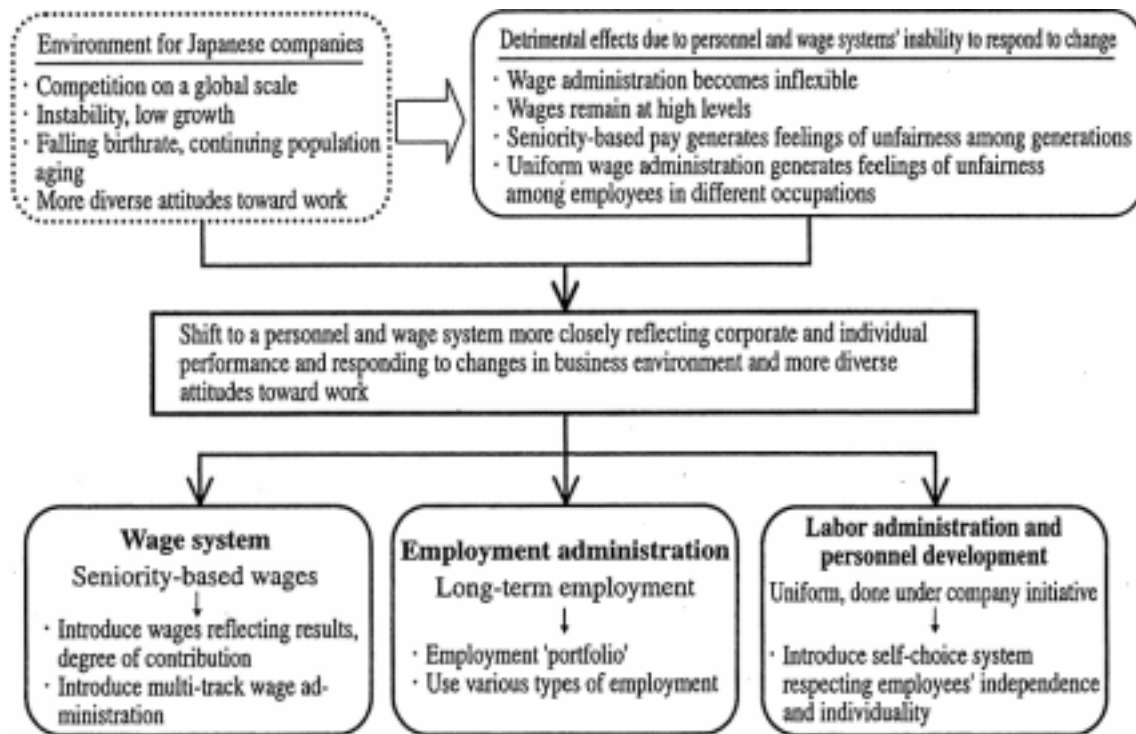 Environment for Japanese companies
· Competition on a global scale
· Instability, low growth
· Falling birthrate, continuing population
aging
· More diverse attitudes toward work
Detrimental effects due to personnel and wage systems' inability to respond to change
· Wage administration becomes inflexible
· Wages remain at high levels
· Seniority-based pay generates feelings of unfairness among generations
· Uniform wage administration generates feelings of unfairness
among employees in different occupations
Shift to a personnel and wage system more closely reflecting corporate and individual
performance and responding to changes in business environment and more diverse
attitudes toward work
Wage system
Seniority-based wages
· Introduce wages reflecting results,
degree of contribution
· Introduce multi-track wage ad-
ministration
Employment administration
Long-term employment
· Employment 'portfolio'
· Use various types of employment
Labor administration and
personnel development
Uniform, done under company initiative
· Introduce self-choice system
respecting employees' independence
and individuality